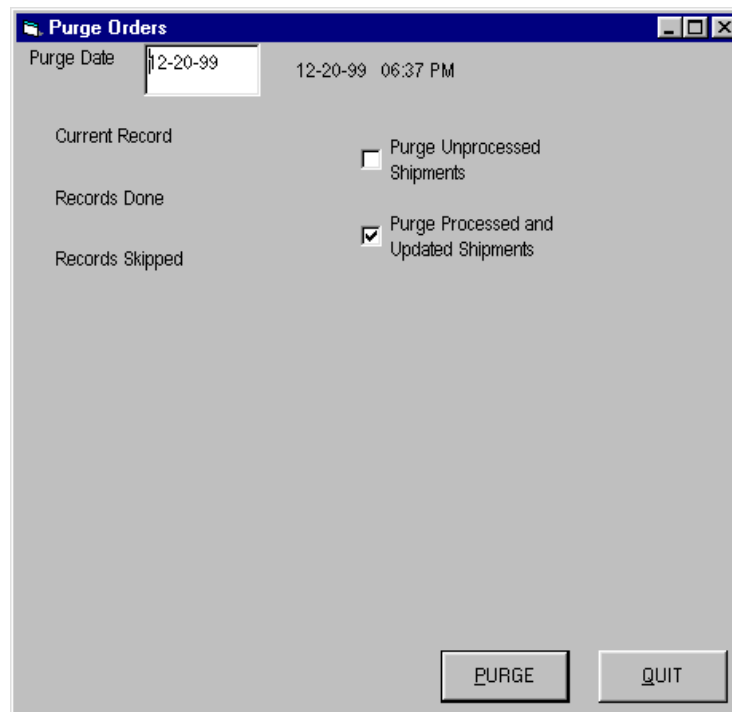 Purge Orders
Purge Date 12-20-99 12-20-99 06:37 PM
Current Record
Purge Unprocessed
Shipments
Records Done
Purge Processed and
Updated Shipments
Records Skipped
PURGE QUIT